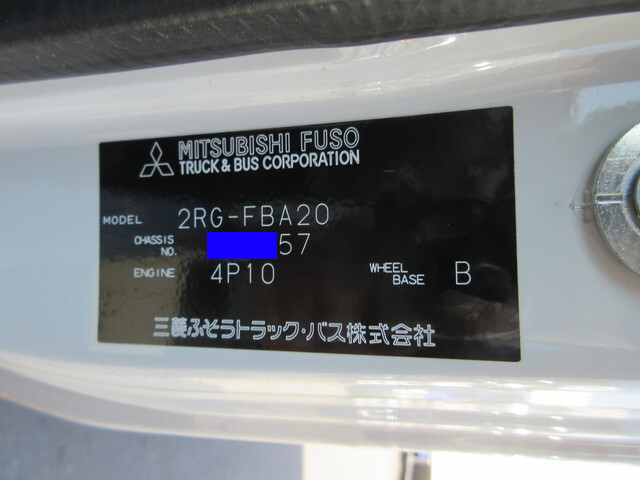 MITSUBISHI FUSO
TRUCK & BUS CORPORATION
MODEL 2RG-FBA20
CHASSIS NO. 57
ENGINE 4P10 WHEEL BASE B
三菱ふそうトラック・バス株式会社